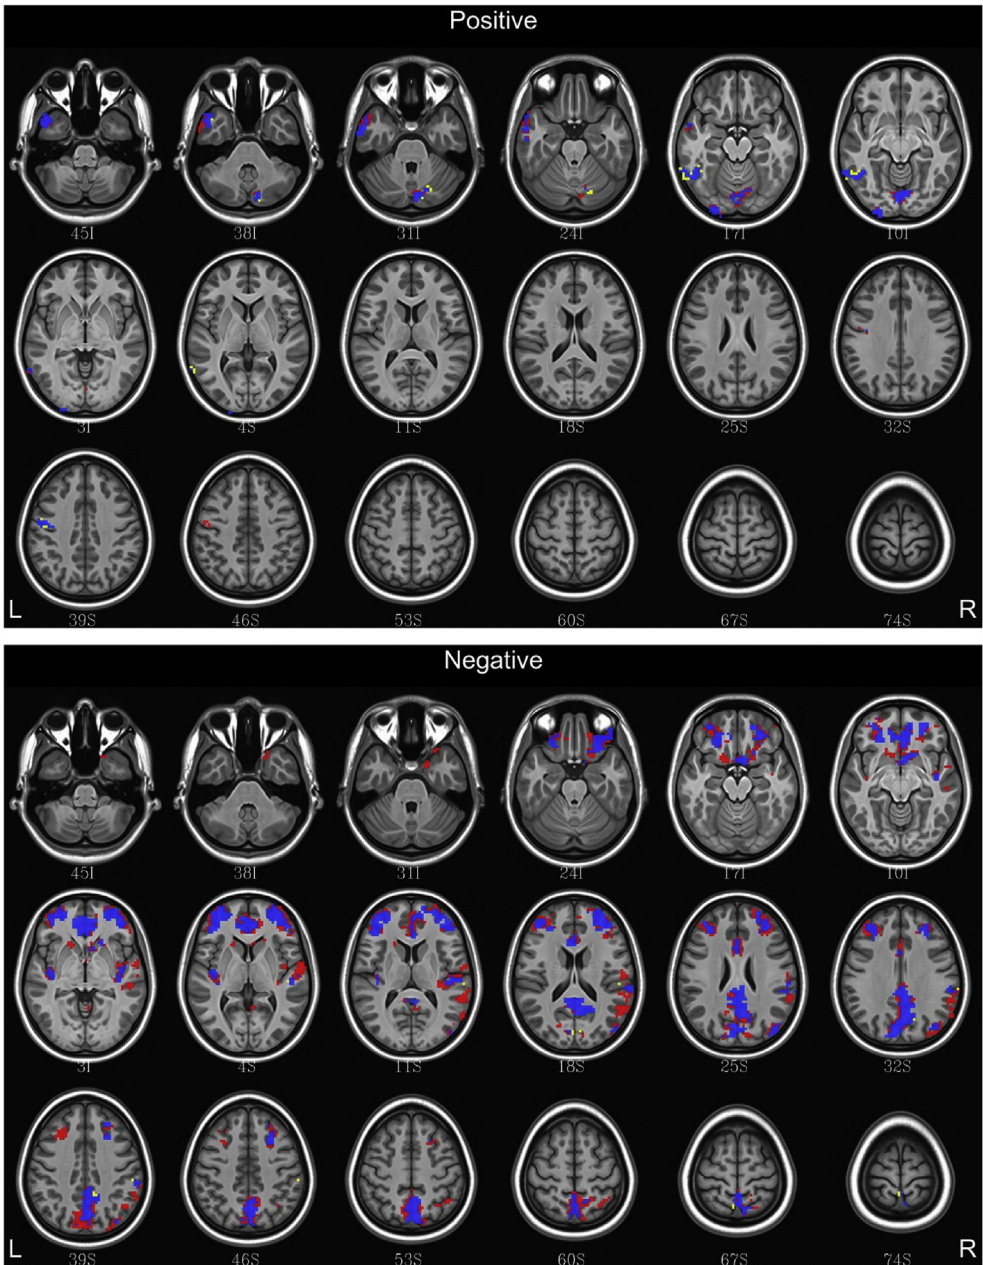 Positive
45I 38I 31I 24I 17I 10I
3I 4S 11S 18S 25S 32S
L R
39S 46S 53S 60S 67S 74S
Negative
45I 38I 31I 24I 17I 10I
3I 4S 11S 18S 25S 32S
L R
39S 46S 53S 60S 67S 74S